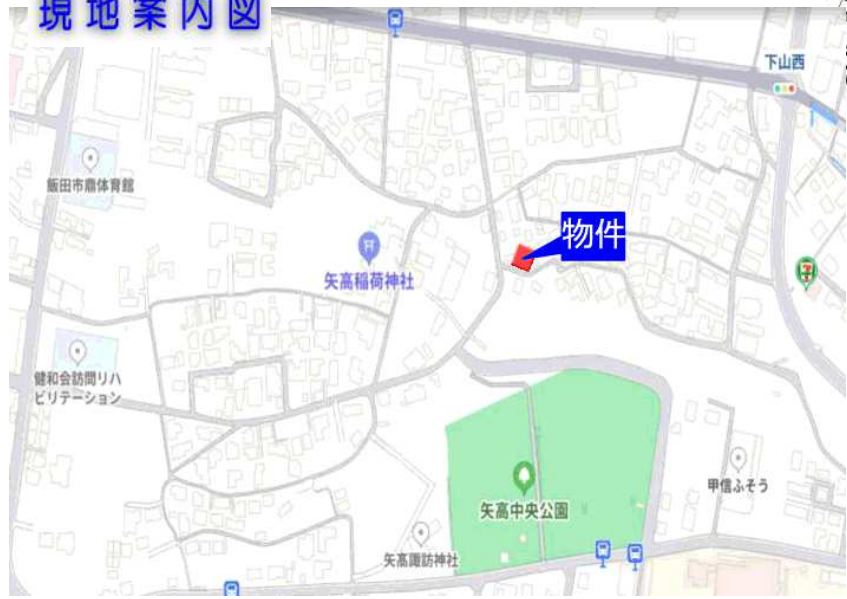 現地案内図
下山西
飯田市鼎体育館
物件
矢高稲荷神社
健和会訪問リハ
ビリテーション
甲信ふそう
矢高中央公園
矢高諏訪神社